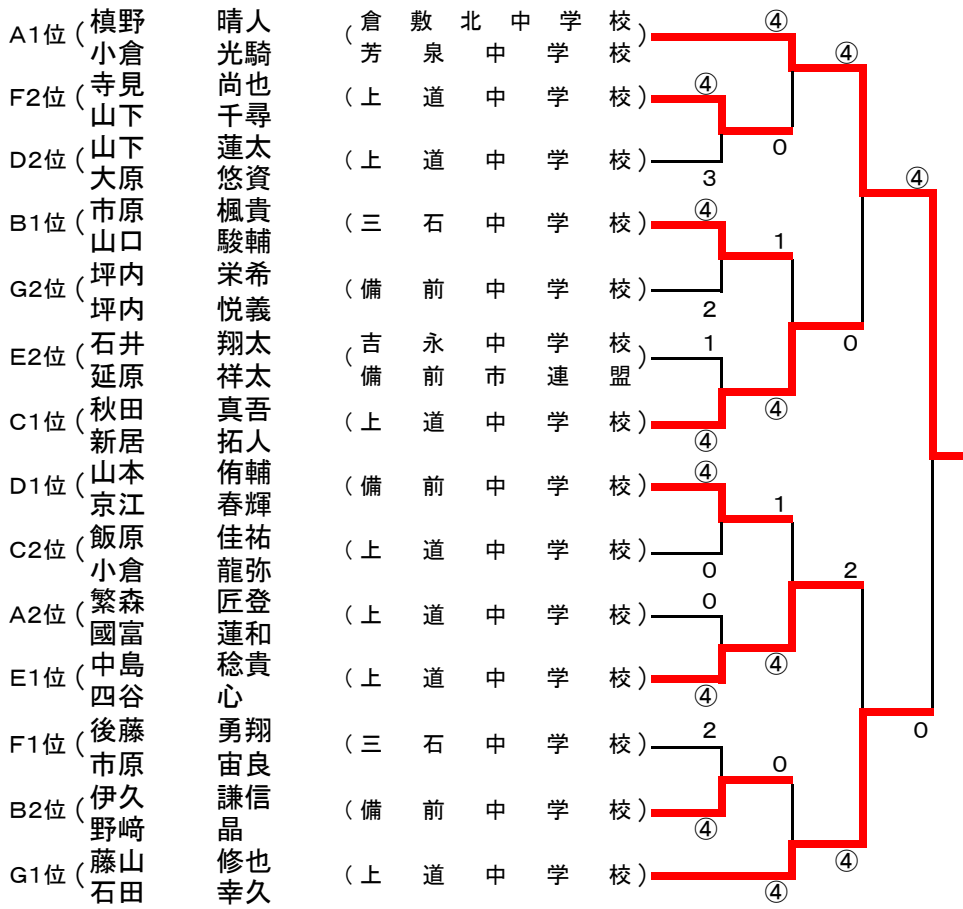 ④
A1位 ( 槙野 晴人 ( 倉敷北中学校 )
小倉 光騎 芳泉中学校
④
F2位 ( 寺見 尚也 ( 上道中学校 ) ④
山下 千尋
0
D2位 ( 山下 蓮太 ( 上道中学校 )
大原 悠資 3
④
B1位 ( 市原 楓貴 ( 三石中学校 ) ④
山口 駿輔 1
G2位 ( 坪内 栄希 ( 備前中学校 )
坪内 悦義 2
E2位 ( 石井 翔太 ( 吉永中学校 ) 1
延原 祥太 備前市連盟
0
C1位 ( 秋田 真吾 ( 上道中学校 ) ④
新居 拓人 ④
D1位 ( 山本 侑輔 ( 備前中学校 ) ④
京江 春輝 1
C2位 ( 飯原 佳祐 ( 上道中学校 )
小倉 龍弥 0 2
A2位 ( 繁森 匠登 ( 上道中学校 ) 0
國富 蓮和
E1位 ( 中島 稔貴 ( 上道中学校 ) ④
四谷 心 ④
F1位 ( 後藤 勇翔 ( 三石中学校 ) 2 0
市原 宙良 0
B2位 ( 伊久 謙信 ( 備前中学校 )
野﨑 晶 ④
G1位 ( 藤山 修也 ( 上道中学校 ) ④
石田 幸久 ④